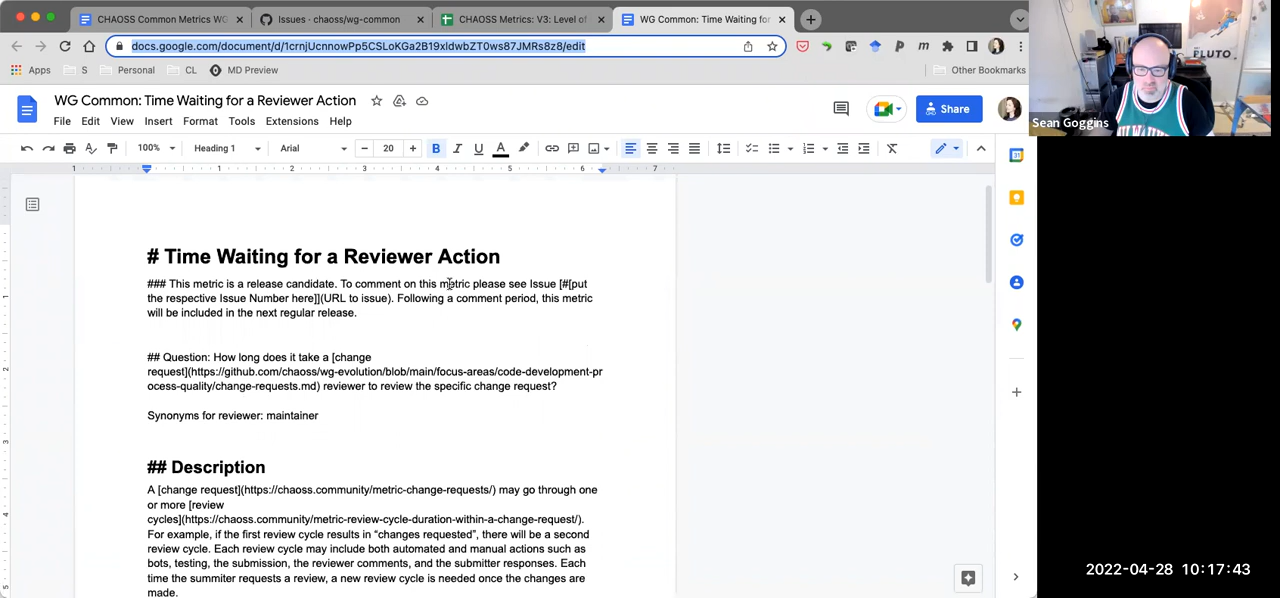 CHAOSS Common Metrics WG
Issues · chaoss/wg-common
CHAOSS Metrics: V3: Level of
WG Common: Time Waiting for
docs.google.com/document/d/1crnjUcnnowPp5CSLoKGa2B19xIdwbZT0ws87JMRs8z8/edit
Apps
S
Personal
CL
MD Preview
Other Bookmarks
PLUTO
Sean Goggins
WG Common: Time Waiting for a Reviewer Action
File Edit View Insert Format Tools Extensions Help
Share
100%
Heading 1
Arial
20
1 1 2 3 4 5 6 7
# Time Waiting for a Reviewer Action
### This metric is a release candidate. To comment on this metric please see Issue [#[put
the respective Issue Number here]](URL to issue). Following a comment period, this metric
will be included in the next regular release.
## Question: How long does it take a [change
request](https://github.com/chaoss/wg-evolution/blob/main/focus-areas/code-development-pr
ocess-quality/change-requests.md) reviewer to review the specific change request?
Synonyms for reviewer: maintainer
## Description
A [change request](https://chaoss.community/metric-change-requests/) may go through one
or more [review
cycles](https://chaoss.community/metric-review-cycle-duration-within-a-change-request/).
For example, if the first review cycle results in “changes requested”, there will be a second
review cycle. Each review cycle may include both automated and manual actions such as
bots, testing, the submission, the reviewer comments, and the submitter responses. Each
time the summiter requests a review, a new review cycle is needed once the changes are
made.
2022-04-28 10:17:43